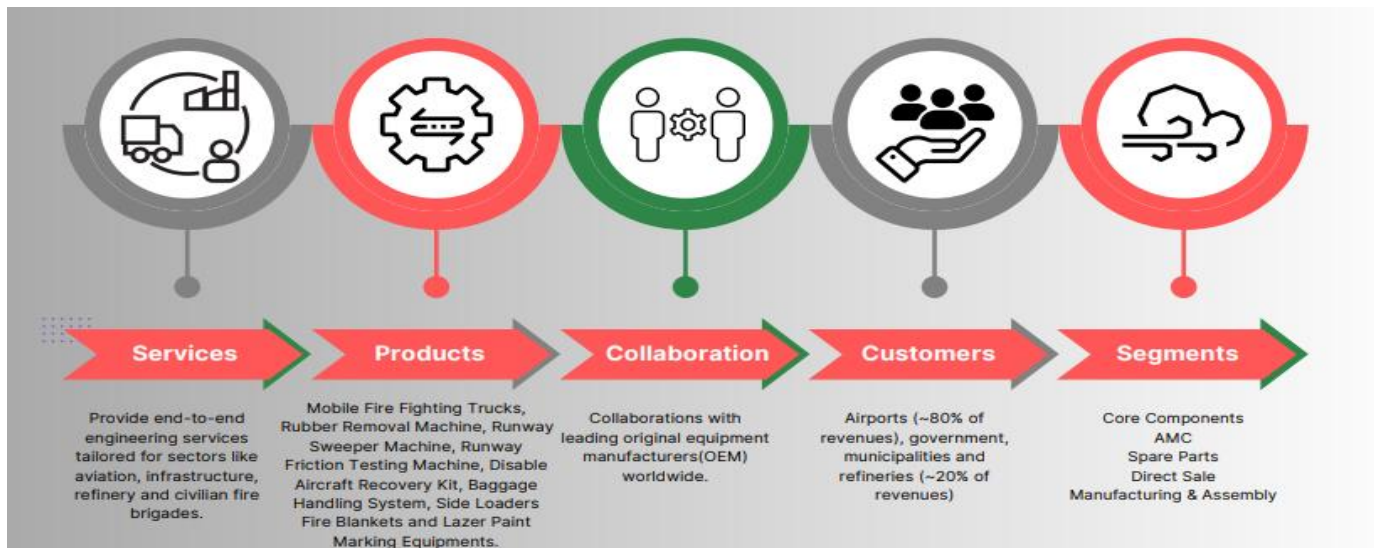 Services
Provide end-to-end
engineering services
tailored for sectors like
aviation, infrastructure,
refinery and civilian fire
brigades.
Products
Mobile Fire Fighting Trucks,
Rubber Removal Machine, Runway
Sweeper Machine, Runway
Friction Testing Machine, Disable
Aircraft Recovery Kit, Baggage
Handling System, Side Loaders
Fire Blankets and Lazer Paint
Marking Equipments.
Collaboration
Collaborations with
leading original equipment
manufacturers(OEM)
worldwide.
Customers
Airports (~80% of
revenues), government,
municipalities and
refineries (~20% of
revenues)
Segments
Core Components
AMC
Spare Parts
Direct Sale
Manufacturing & Assembly